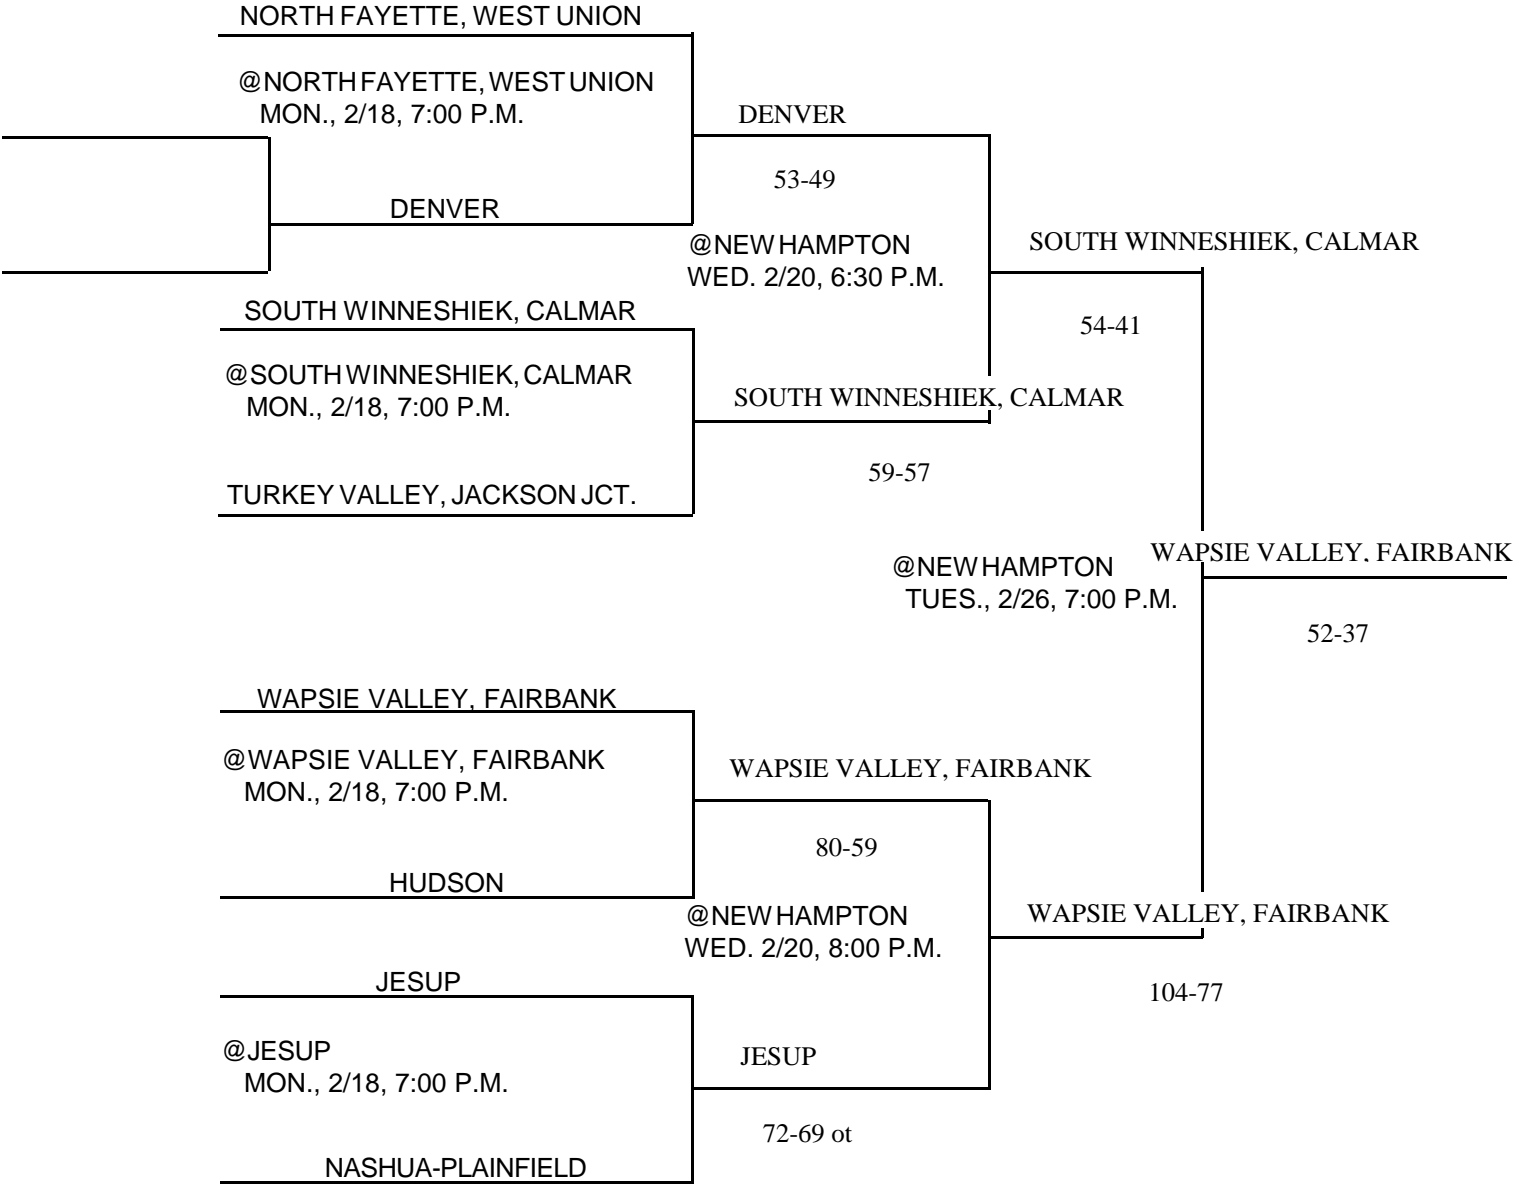 NORTH FAYETTE, WEST UNION
@NORTH FAYETTE, WEST UNION
MON., 2/18, 7:00 P.M.
DENVER
53-49
DENVER
@NEW HAMPTON
WED. 2/20, 6:30 P.M.
SOUTH WINNESHIEK, CALMAR
54-41
SOUTH WINNESHIEK, CALMAR
@SOUTH WINNESHIEK, CALMAR
MON., 2/18, 7:00 P.M.
SOUTH WINNESHIEK, CALMAR
59-57
TURKEY VALLEY, JACKSON JCT.
@NEW HAMPTON
TUES., 2/26, 7:00 P.M.
WAPSIE VALLEY, FAIRBANK
52-37
WAPSIE VALLEY, FAIRBANK
@WAPSIE VALLEY, FAIRBANK
MON., 2/18, 7:00 P.M.
WAPSIE VALLEY, FAIRBANK
80-59
HUDSON
@NEW HAMPTON
WED. 2/20, 8:00 P.M.
WAPSIE VALLEY, FAIRBANK
104-77
JESUP
@JESUP
MON., 2/18, 7:00 P.M.
JESUP
72-69 ot
NASHUA-PLAINFIELD